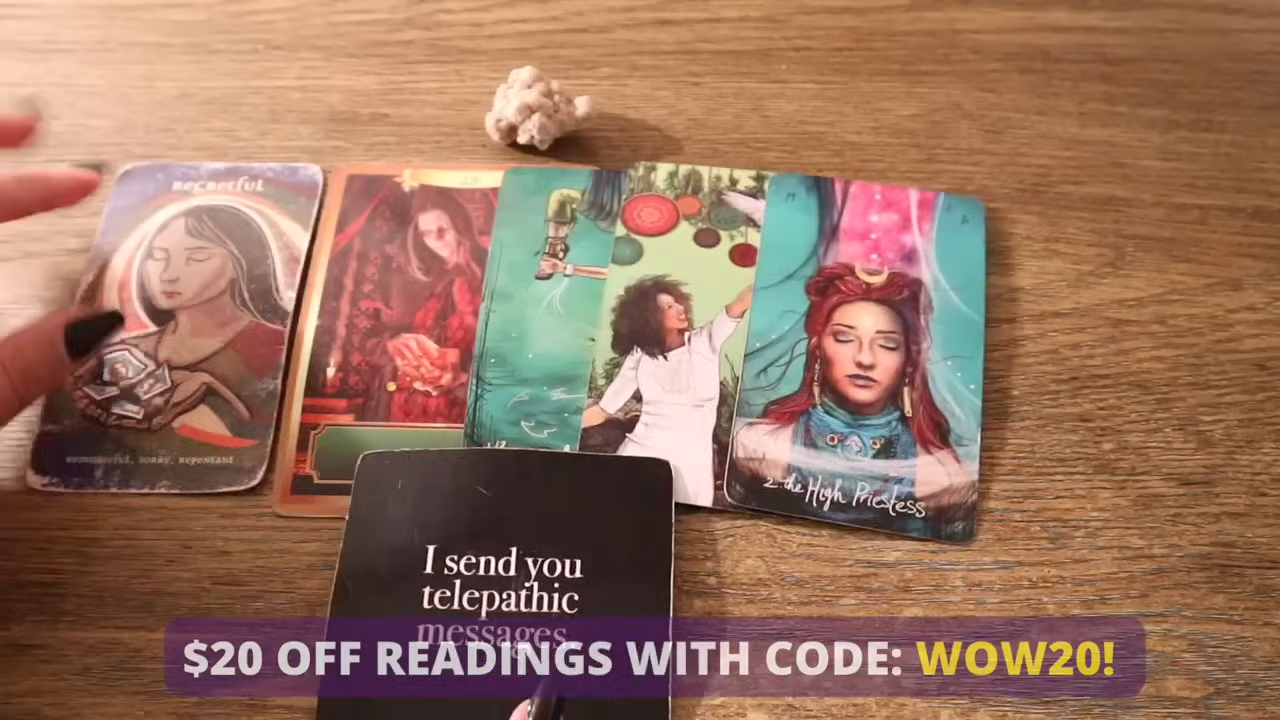 Regretful
remorseful, sorry, repentant
2. the High Priestess
I send you
telepathic
messages.
$20 OFF READINGS WITH CODE: WOW20!